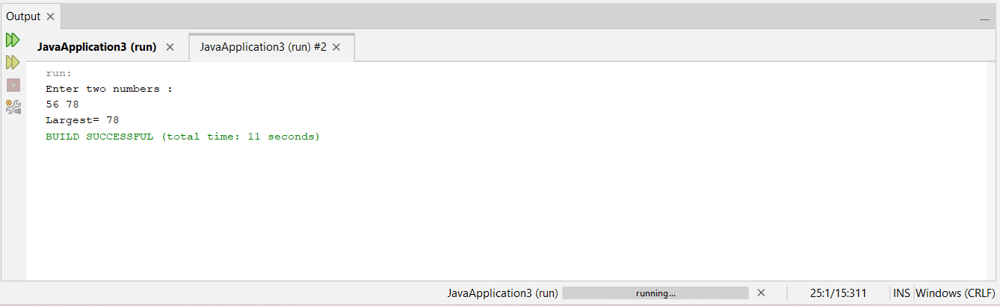 Output
JavaApplication3 (run) JavaApplication3 (run) #2
run:
Enter two numbers :
56 78
Largest= 78
BUILD SUCCESSFUL (total time: 11 seconds)
JavaApplication3 (run) running... 25:1/15:311 INS Windows (CRLF)